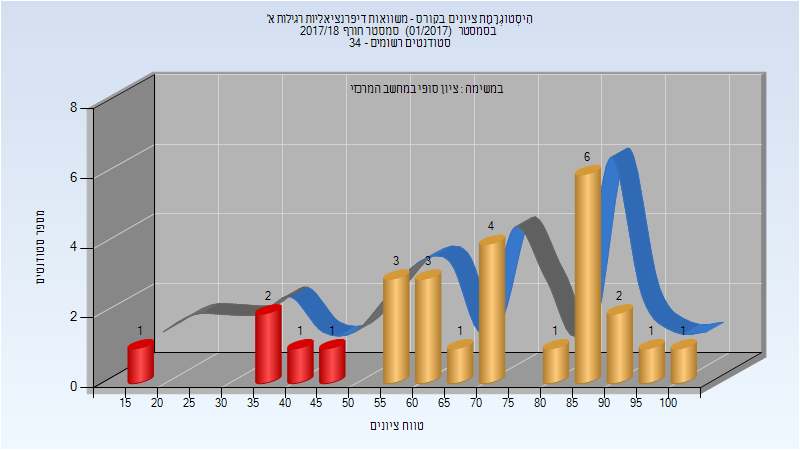 היסטוגרמת ציונים בקורס - משוואות דיפרנציאליות רגילות א'
בסמסטר (01/2017) סמסטר חורף 2017/18
סטודנטים רשומים - 34
במשימה : ציון סופי במחשב המרכזי
מספר סטודנטים
8
6
4
2
0
1
2
1
1
3
3
1
4
1
6
2
1
1
15 20 25 30 35 40 45 50 55 60 65 70 75 80 85 90 95 100
טווח ציונים